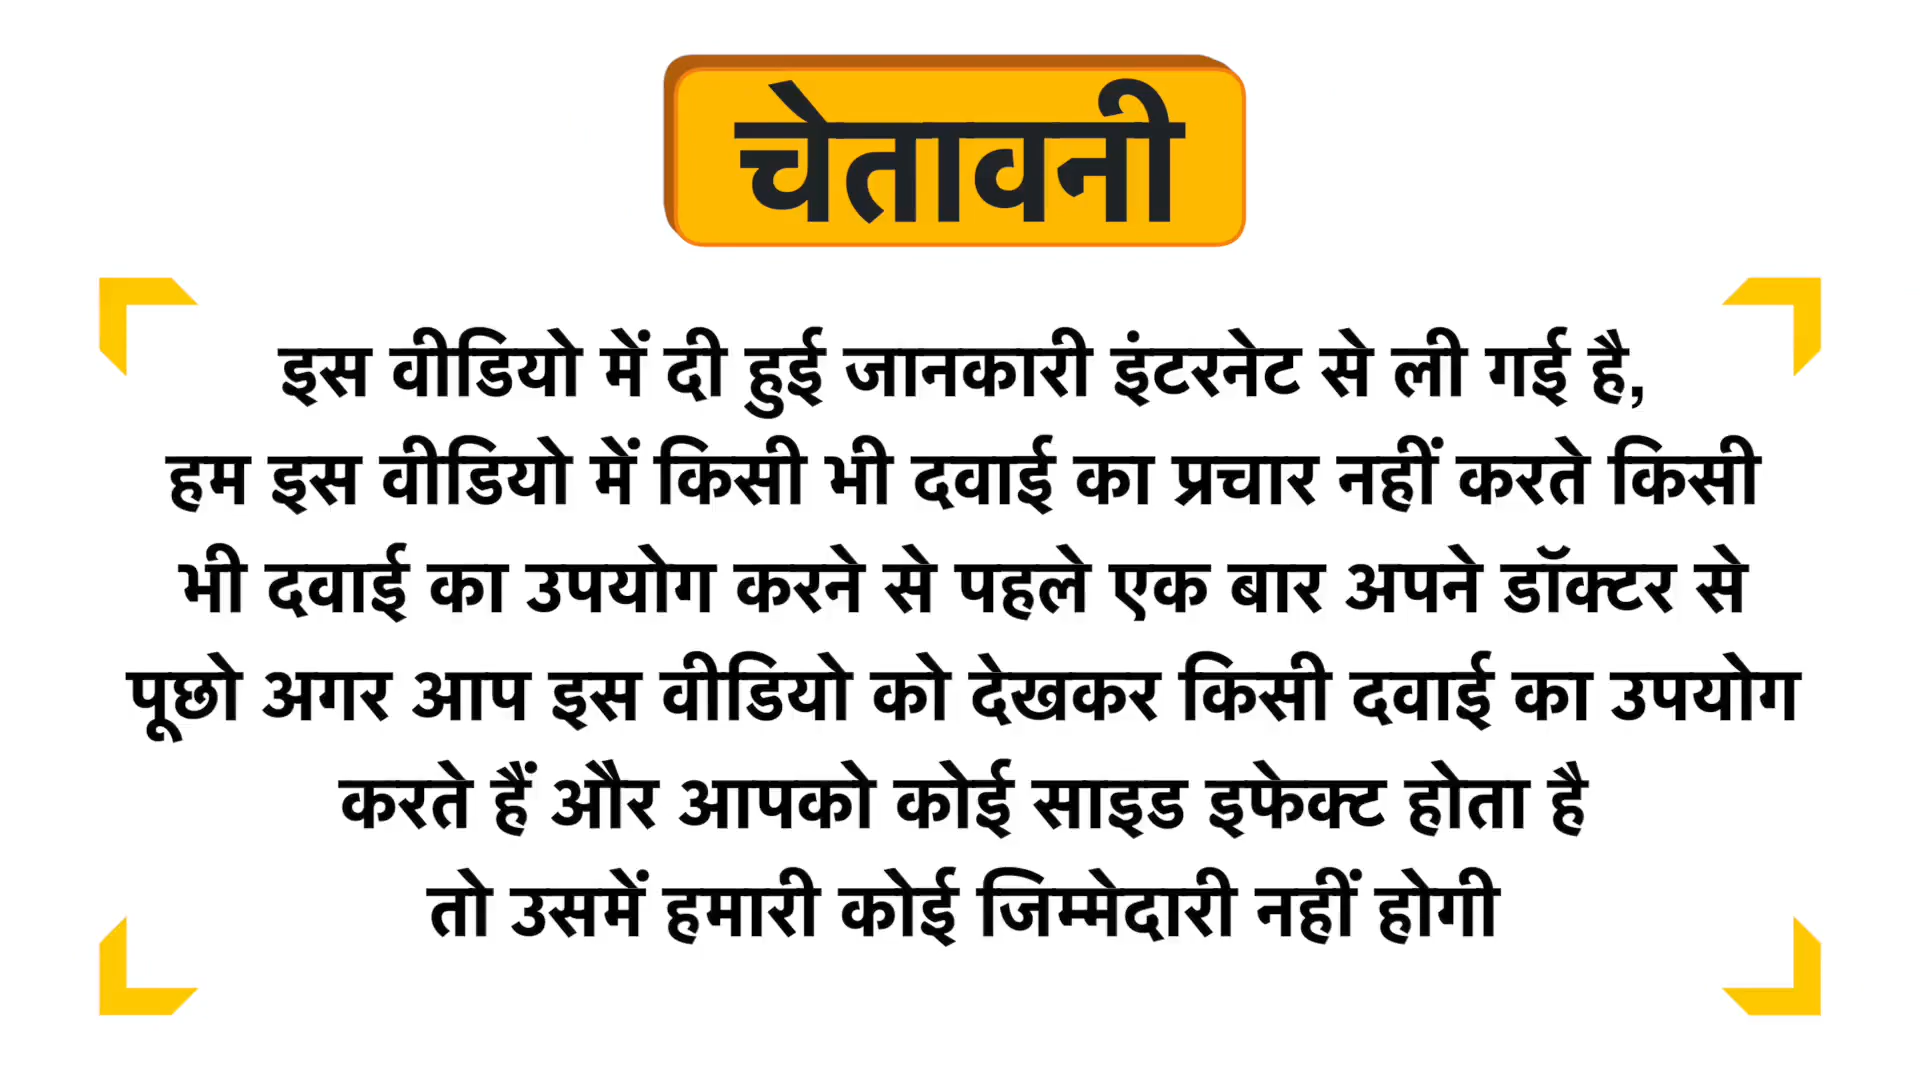 चेतावनी
इस वीडियो में दी हुई जानकारी इंटरनेट से ली गई है,
हम इस वीडियो में किसी भी दवाई का प्रचार नहीं करते किसी
भी दवाई का उपयोग करने से पहले एक बार अपने डॉक्टर से
पूछो अगर आप इस वीडियो को देखकर किसी दवाई का उपयोग
करते हैं और आपको कोई साइड इफेक्ट होता है
तो उसमें हमारी कोई जिम्मेदारी नहीं होगी